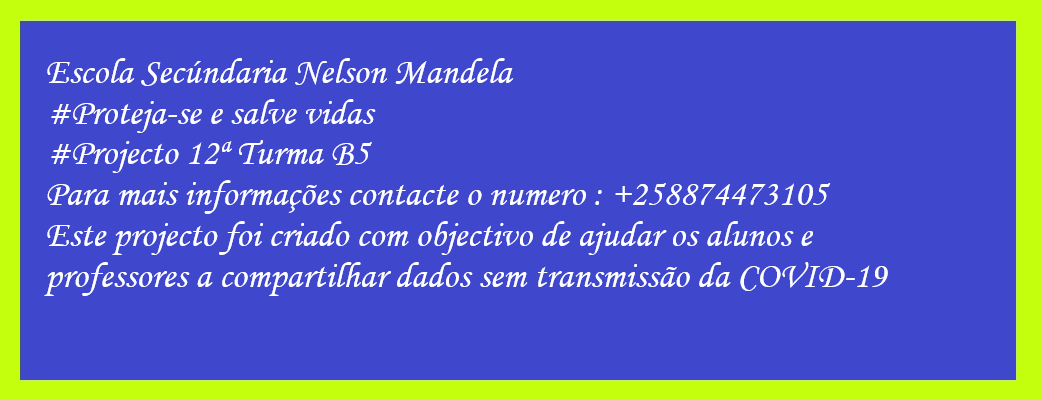 Escola Secúndaria Nelson Mandela
#Proteja-se e salve vidas
#Projecto 12ª Turma B5
Para mais informações contacte o numero : +258874473105
Este projecto foi criado com objectivo de ajudar os alunos e
professores a compartilhar dados sem transmissão da COVID-19